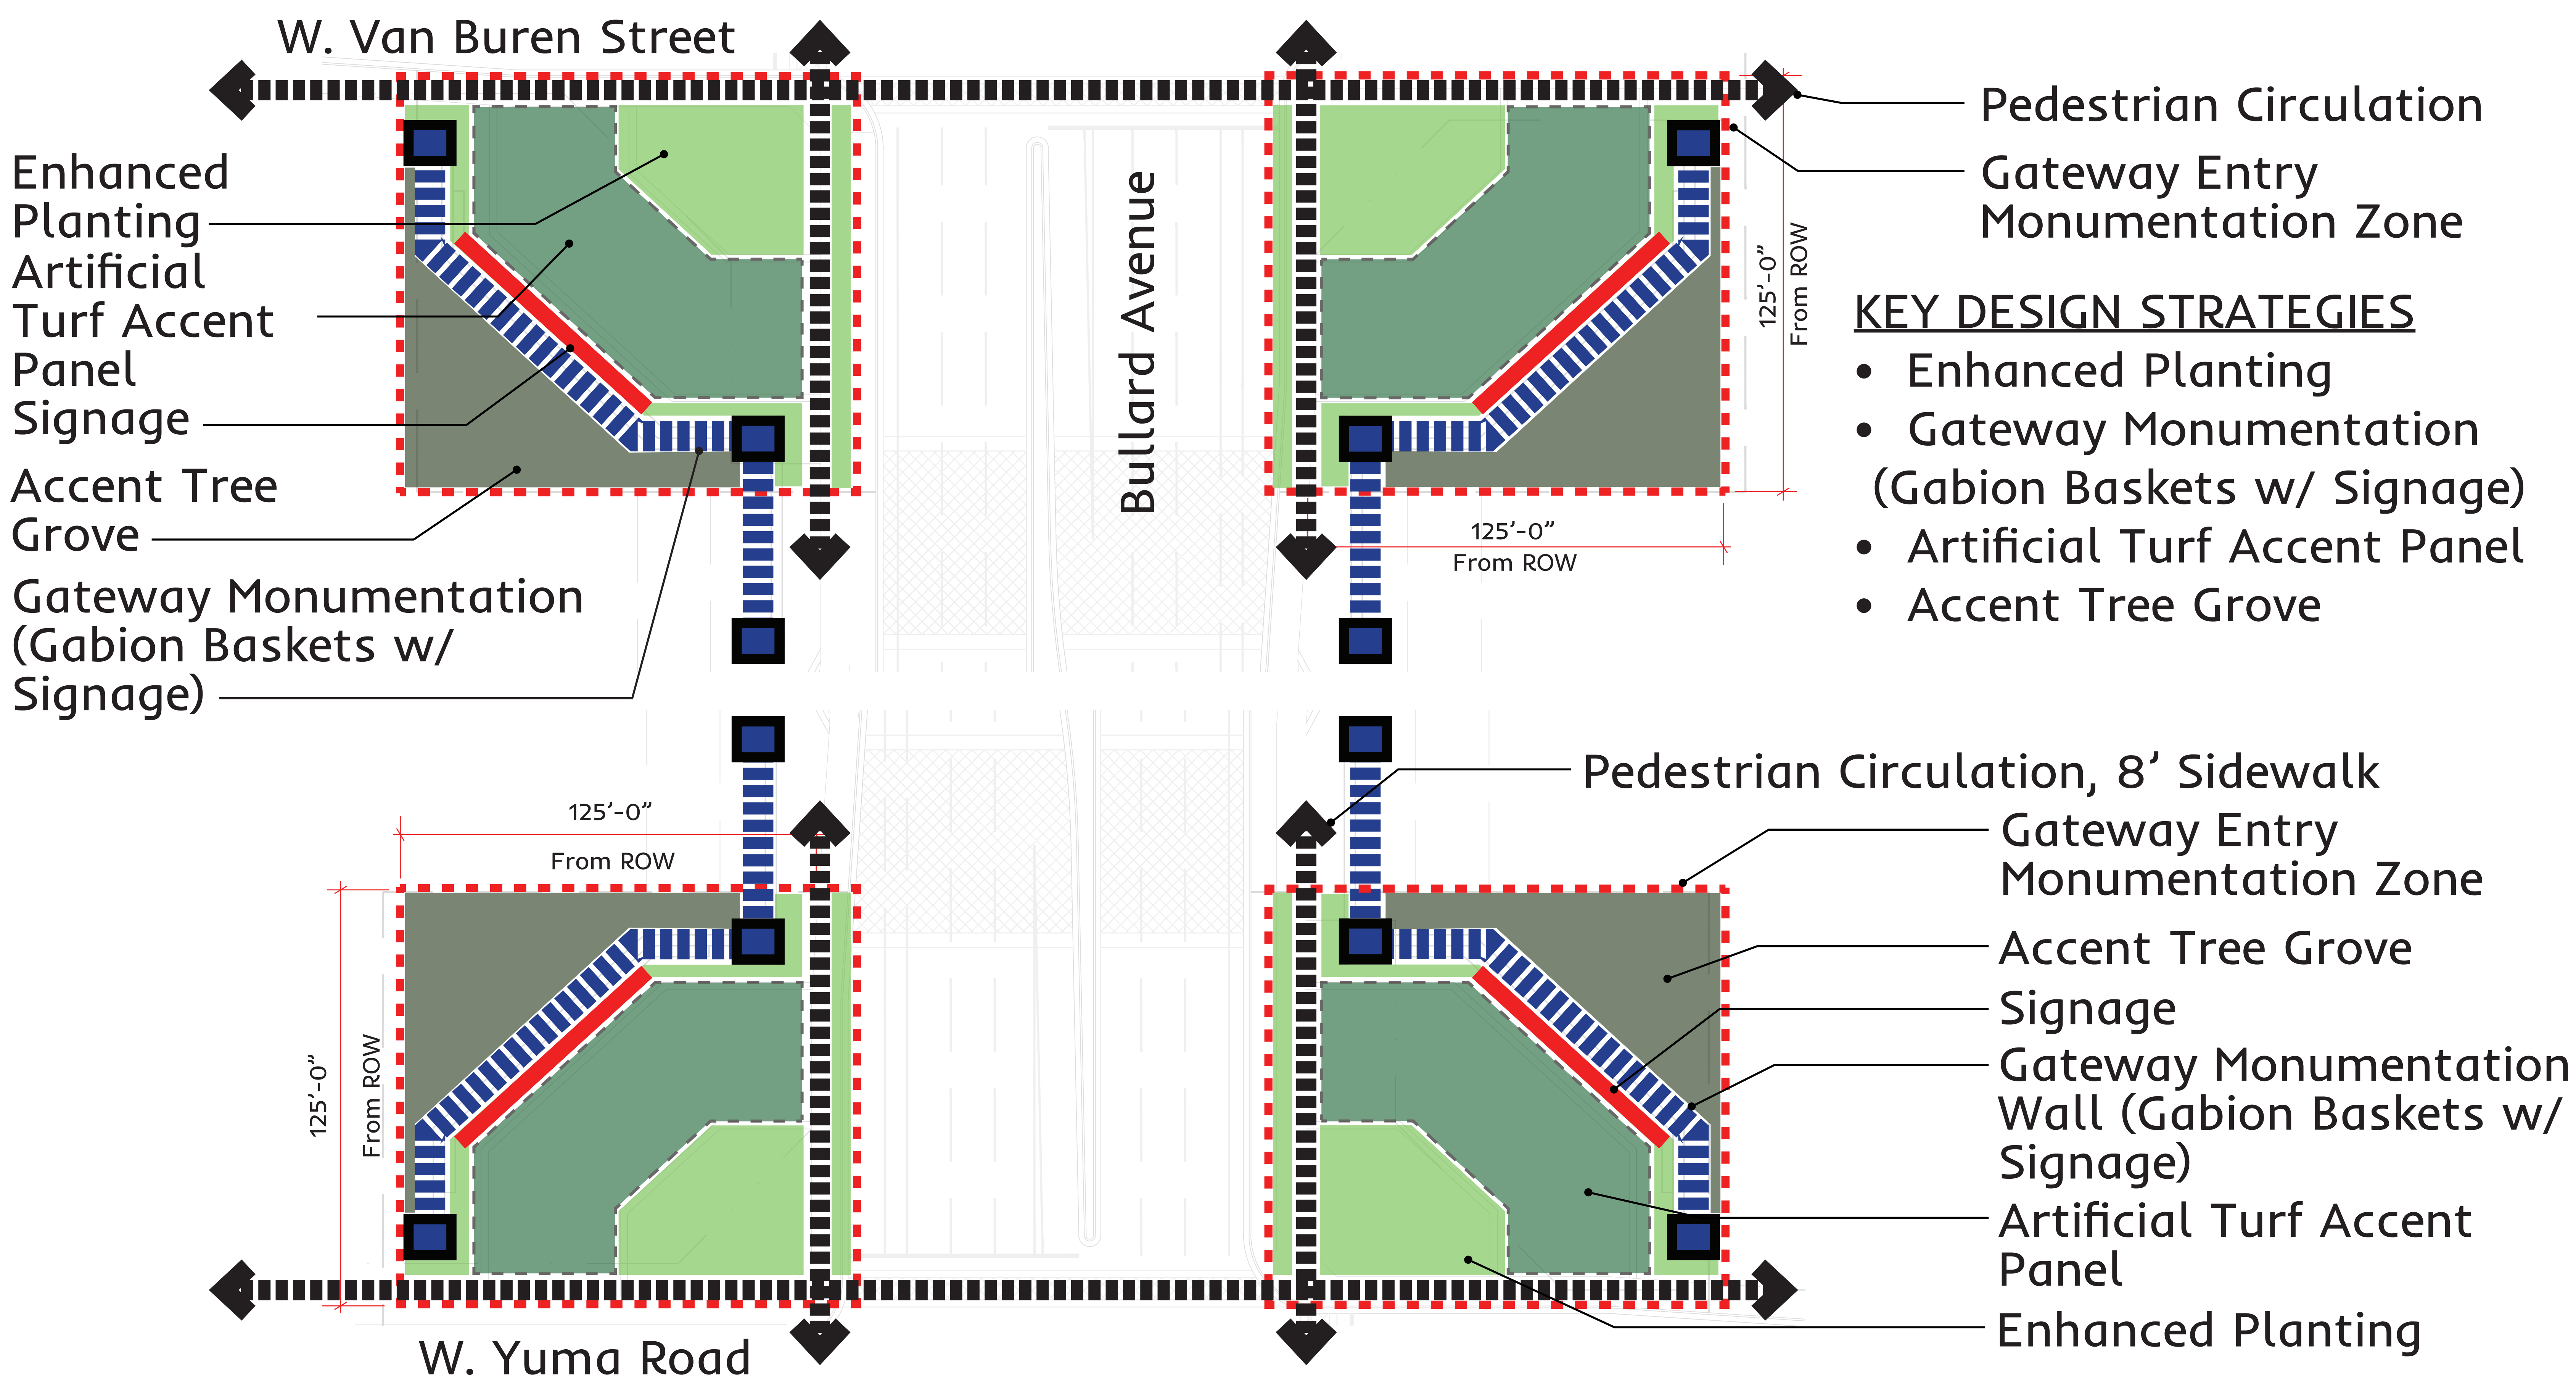 W. Van Buren Street
Enhanced
Planting
Artificial
Turf Accent
Panel
Signage
Accent Tree
Grove
Gateway Monumentation
(Gabion Baskets w/
Signage)
Bullard Avenue
Pedestrian Circulation
Gateway Entry
Monumentation Zone
125’-0”
From ROW
125’-0”
From ROW
KEY DESIGN STRATEGIES
• Enhanced Planting
• Gateway Monumentation
(Gabion Baskets w/ Signage)
• Artificial Turf Accent Panel
• Accent Tree Grove
125’-0”
From ROW
125’-0”
From ROW
Pedestrian Circulation, 8’ Sidewalk
Gateway Entry
Monumentation Zone
Accent Tree Grove
Signage
Gateway Monumentation
Wall (Gabion Baskets w/
Signage)
Artificial Turf Accent
Panel
Enhanced Planting
W. Yuma Road